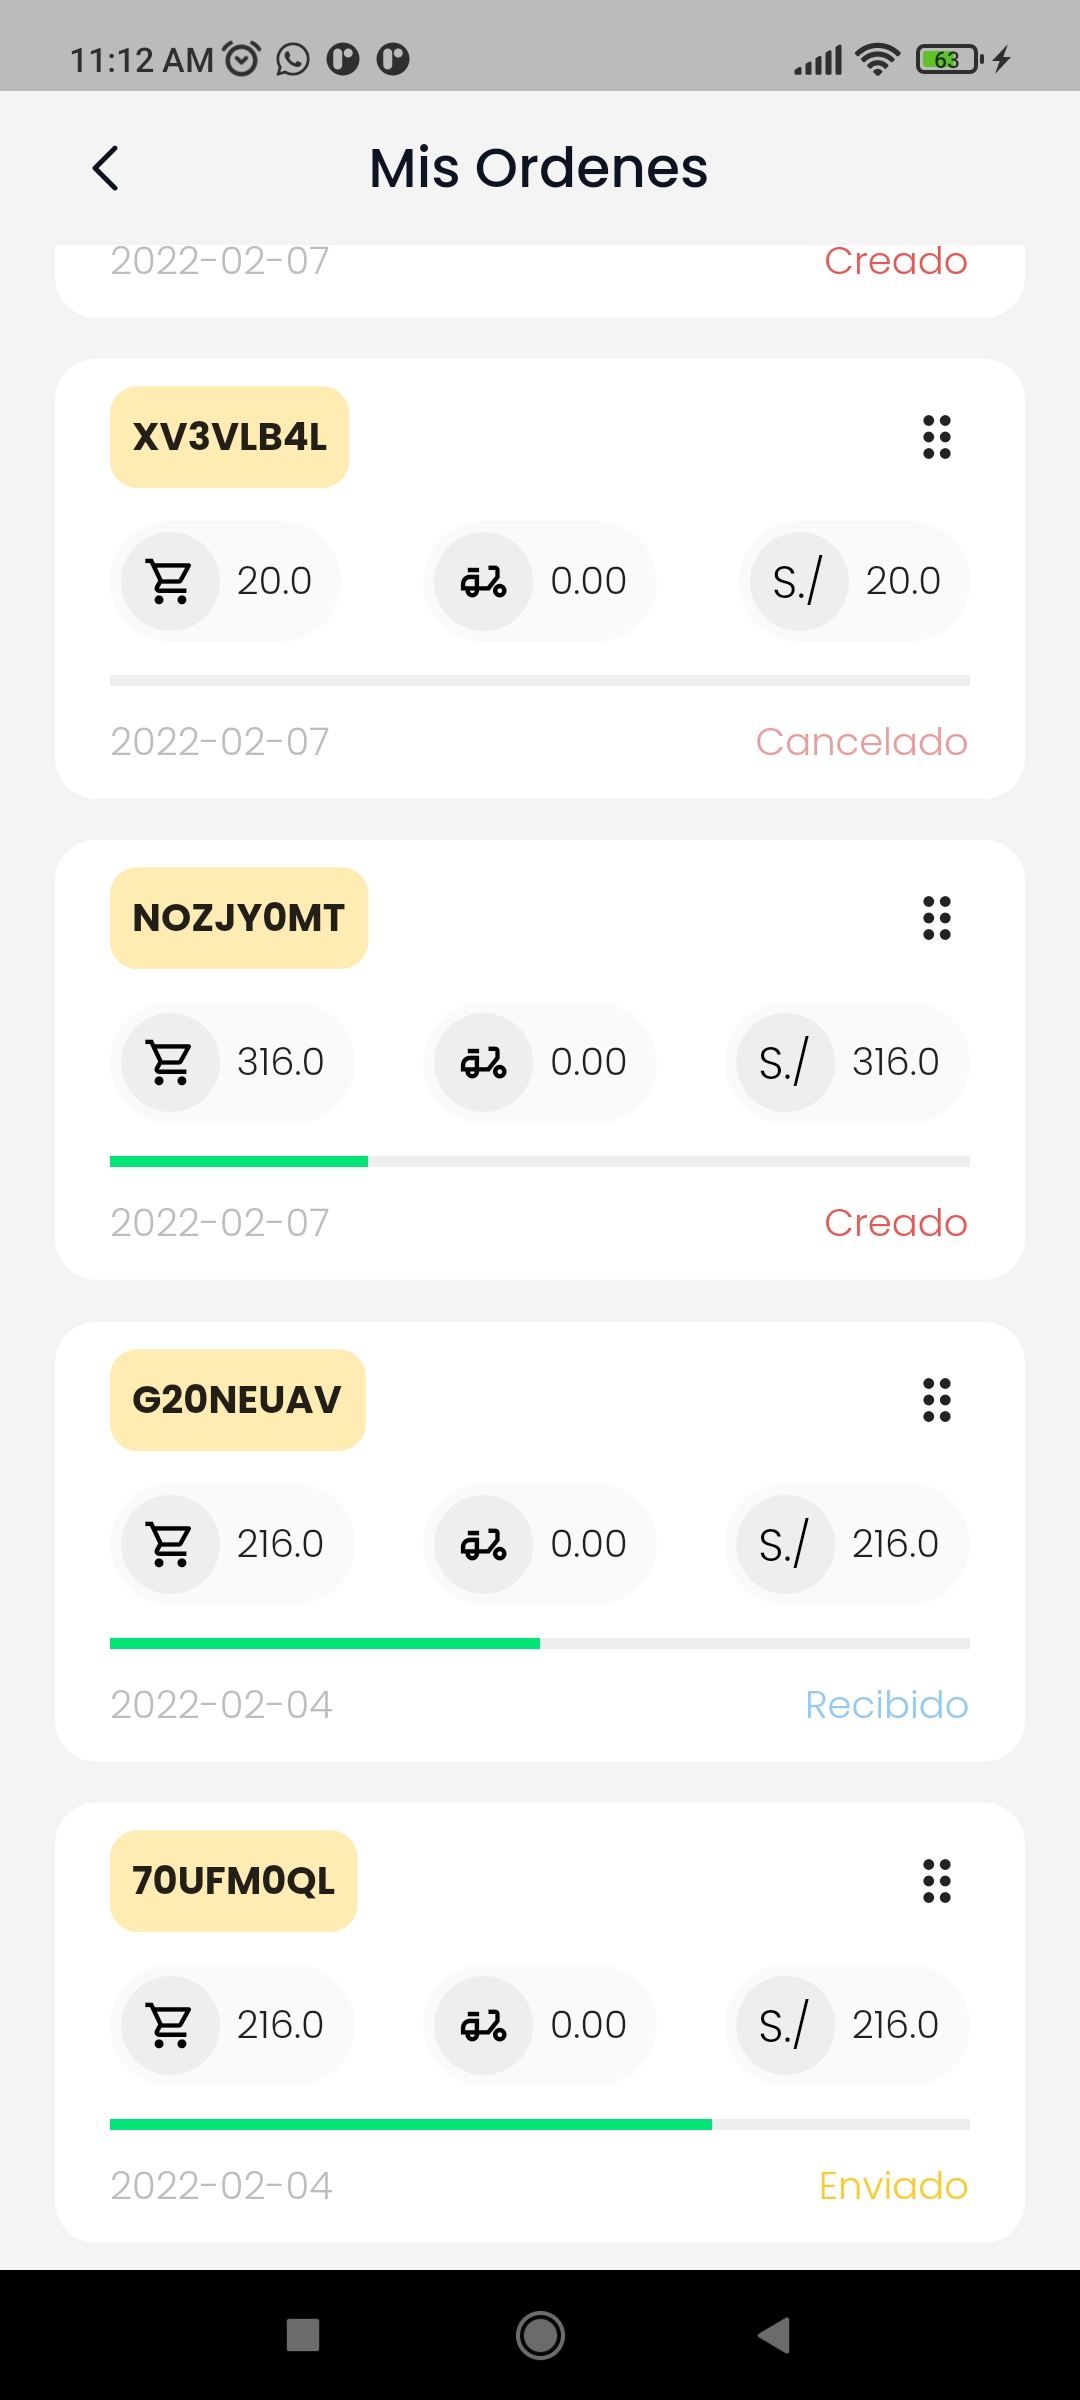 11:12 AM 63
Mis Ordenes
2022-02-07 Creado
XV3VLB4L
20.0 0.00 S./ 20.0
2022-02-07 Cancelado
NOZJY0MT
316.0 0.00 S./ 316.0
2022-02-07 Creado
G20NEUAV
216.0 0.00 S./ 216.0
2022-02-04 Recibido
70UFM0QL
216.0 0.00 S./ 216.0
2022-02-04 Enviado